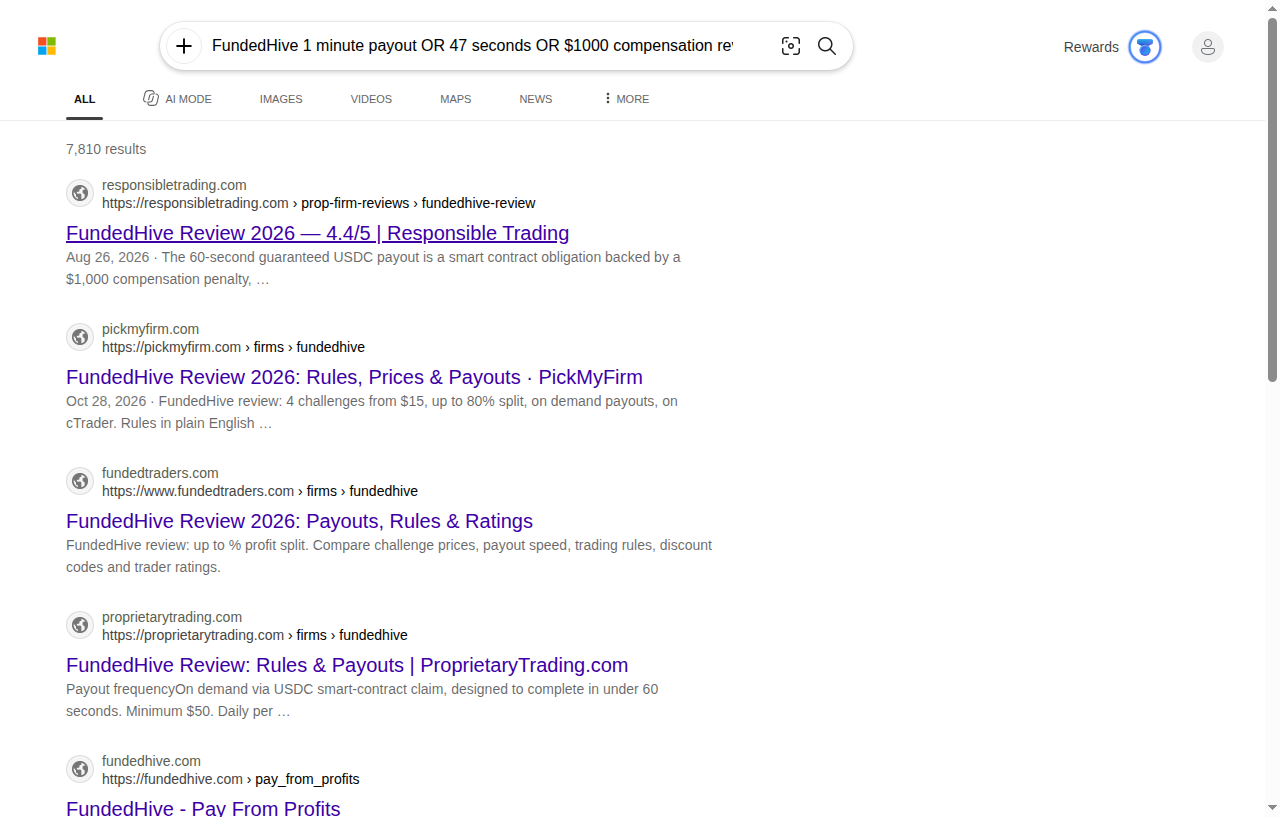 FundedHive 1 minute payout OR 47 seconds OR $1000 compensation
Rewards
ALL
AI MODE
IMAGES
VIDEOS
MAPS
NEWS
MORE
7,810 results
responsibletrading.com
https://responsibletrading.com › prop-firm-reviews › fundedhive-review
FundedHive Review 2026 — 4.4/5 | Responsible Trading
Aug 26, 2026 · The 60-second guaranteed USDC payout is a smart contract obligation backed by a
$1,000 compensation penalty, …
pickmyfirm.com
https://pickmyfirm.com › firms › fundedhive
FundedHive Review 2026: Rules, Prices & Payouts · PickMyFirm
Oct 28, 2026 · FundedHive review: 4 challenges from $15, up to 80% split, on demand payouts, on
cTrader. Rules in plain English …
fundedtraders.com
https://www.fundedtraders.com › firms › fundedhive
FundedHive Review 2026: Payouts, Rules & Ratings
FundedHive review: up to % profit split. Compare challenge prices, payout speed, trading rules, discount
codes and trader ratings.
proprietarytrading.com
https://proprietarytrading.com › firms › fundedhive
FundedHive Review: Rules & Payouts | ProprietaryTrading.com
Payout frequencyOn demand via USDC smart-contract claim, designed to complete in under 60
seconds. Minimum $50. Daily per …
fundedhive.com
https://fundedhive.com › pay_from_profits
FundedHive - Pay From Profits